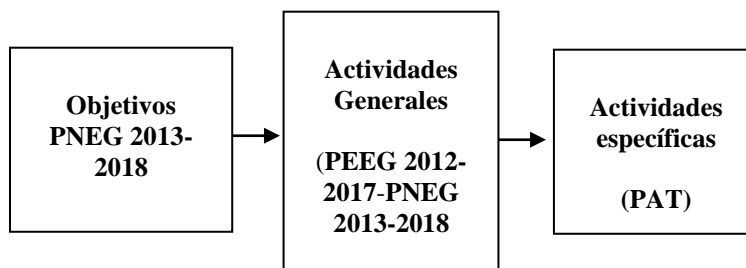 Objetivos
PNEG 2013-
2018
Actividades
Generales
(PEEG 2012-
2017-PNEG
2013-2018
Actividades
específicas
(PAT)